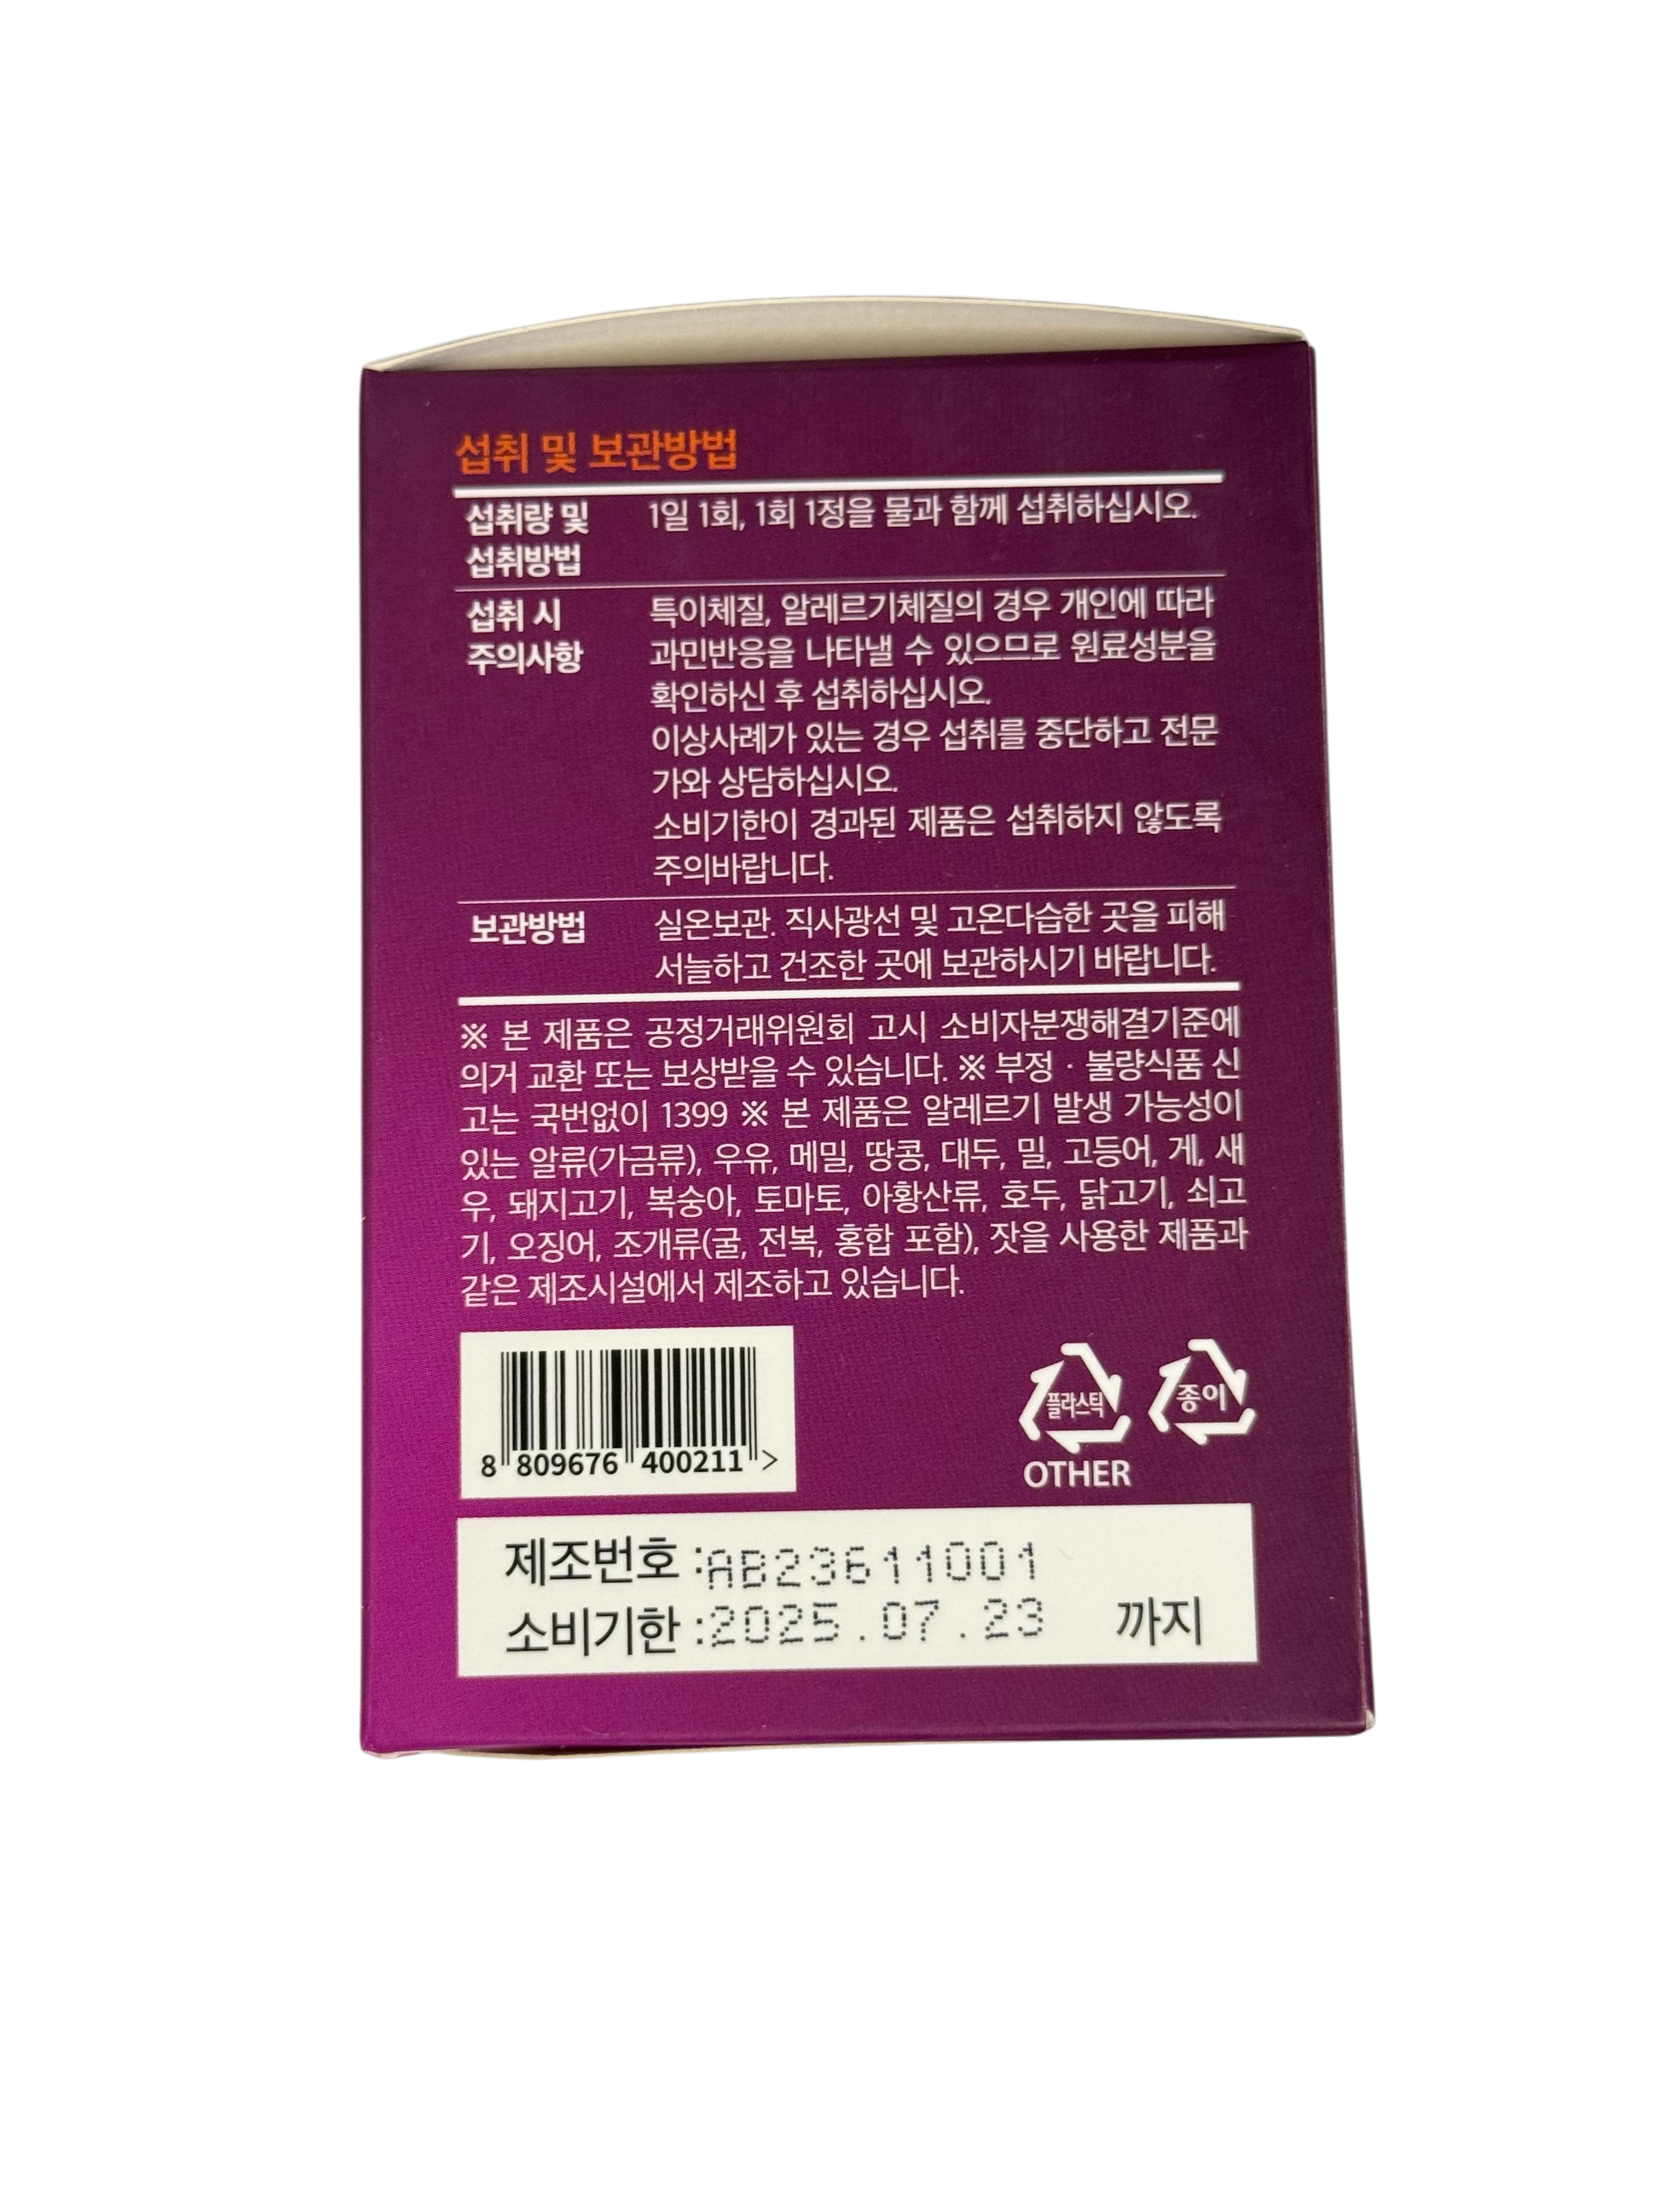 섭취 및 보관방법
섭취량 및 1일 1회, 1회 1정을 물과 함께 섭취하십시오.
섭취방법
섭취 시 특이체질, 알레르기체질의 경우 개인에 따라
주의사항 과민반응을 나타낼 수 있으므로 원료성분을
확인하신 후 섭취하십시오.
이상사례가 있는 경우 섭취를 중단하고 전문
가와 상담하십시오.
소비기한이 경과된 제품은 섭취하지 않도록
주의바랍니다.
보관방법 실온보관. 직사광선 및 고온다습한 곳을 피해
서늘하고 건조한 곳에 보관하시기 바랍니다.
※ 본 제품은 공정거래위원회 고시 소비자분쟁해결기준에
의거 교환 또는 보상받을 수 있습니다. ※ 부정 · 불량식품 신
고는 국번없이 1399 ※ 본 제품은 알레르기 발생 가능성이
있는 알류(가금류), 우유, 메밀, 땅콩, 대두, 밀, 고등어, 게, 새
우, 돼지고기, 복숭아, 토마토, 아황산류, 호두, 닭고기, 쇠고
기, 오징어, 조개류(굴, 전복, 홍합 포함), 잣을 사용한 제품과
같은 제조시설에서 제조하고 있습니다.
플라스틱 종이
8 809676 400211 >
OTHER
제조번호 :AB23611001
소비기한 :2025.07.23 까지